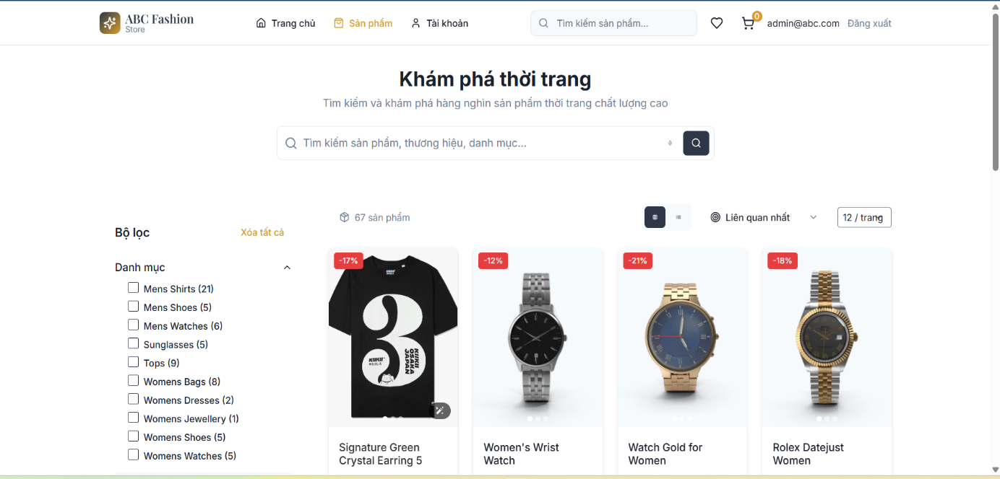 ABC Fashion
Store
Trang chủ
Sản phẩm
Tài khoản
Tìm kiếm sản phẩm...
0
admin@abc.com
Đăng xuất
Khám phá thời trang
Tìm kiếm và khám phá hàng nghìn sản phẩm thời trang chất lượng cao
Tìm kiếm sản phẩm, thương hiệu, danh mục...
67 sản phẩm
Liên quan nhất
12 / trang
Bộ lọc
Xóa tất cả
Danh mục
Mens Shirts (21)
Mens Shoes (5)
Mens Watches (6)
Sunglasses (5)
Tops (9)
Womens Bags (8)
Womens Dresses (2)
Womens Jewellery (1)
Womens Shoes (5)
Womens Watches (5)
-17%
3
KIIKII
OSAKA
JAPAN
Signature Green
Crystal Earring 5
-12%
Women's Wrist
Watch
-21%
Watch Gold for
Women
-18%
Rolex Datejust
Women